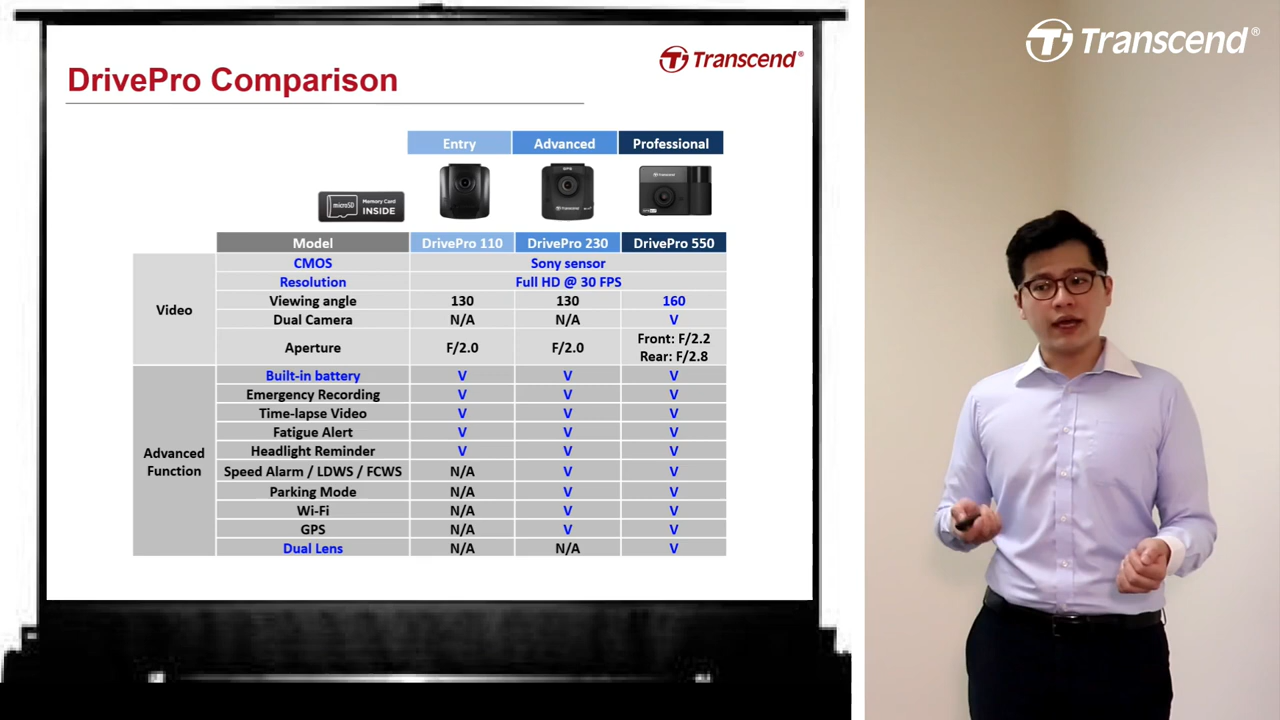 DrivePro Comparison
Transcend®
Transcend®
Entry Advanced Professional
microSD Memory Card INSIDE
GPS
Transcend
Transcend
Model DrivePro 110 DrivePro 230 DrivePro 550
Video
CMOS Sony sensor
Resolution Full HD @ 30 FPS
Viewing angle 130 130 160
Dual Camera N/A N/A V
Aperture F/2.0 F/2.0 Front: F/2.2
Rear: F/2.8
Advanced
Function
Built-in battery V V V
Emergency Recording V V V
Time-lapse Video V V V
Fatigue Alert V V V
Headlight Reminder V V V
Speed Alarm / LDWS / FCWS N/A V V
Parking Mode N/A V V
Wi-Fi N/A V V
GPS N/A V V
Dual Lens N/A N/A V